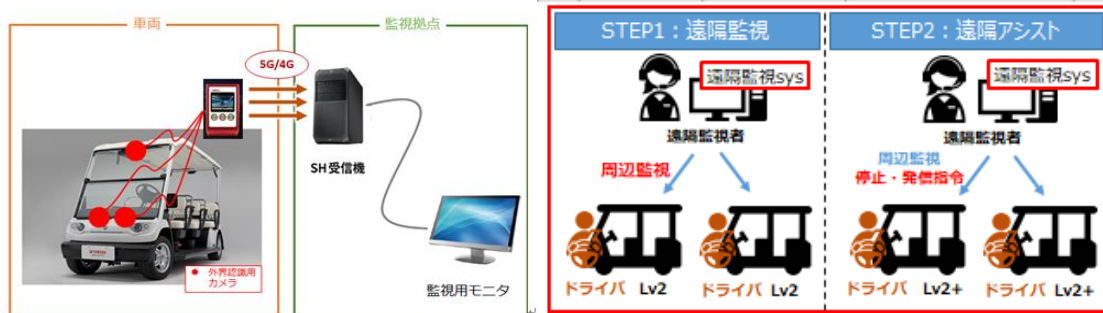 車両
監視拠点
5G/4G
SH受信機
監視用モニタ
外界認識用
カメラ
STEP1：遠隔監視
遠隔監視sys
遠隔監視者
周辺監視
ドライバ Lv2
ドライバ Lv2
STEP2：遠隔アシスト
遠隔監視sys
遠隔監視者
周辺監視
停止・発信指令
ドライバ Lv2+
ドライバ Lv2+